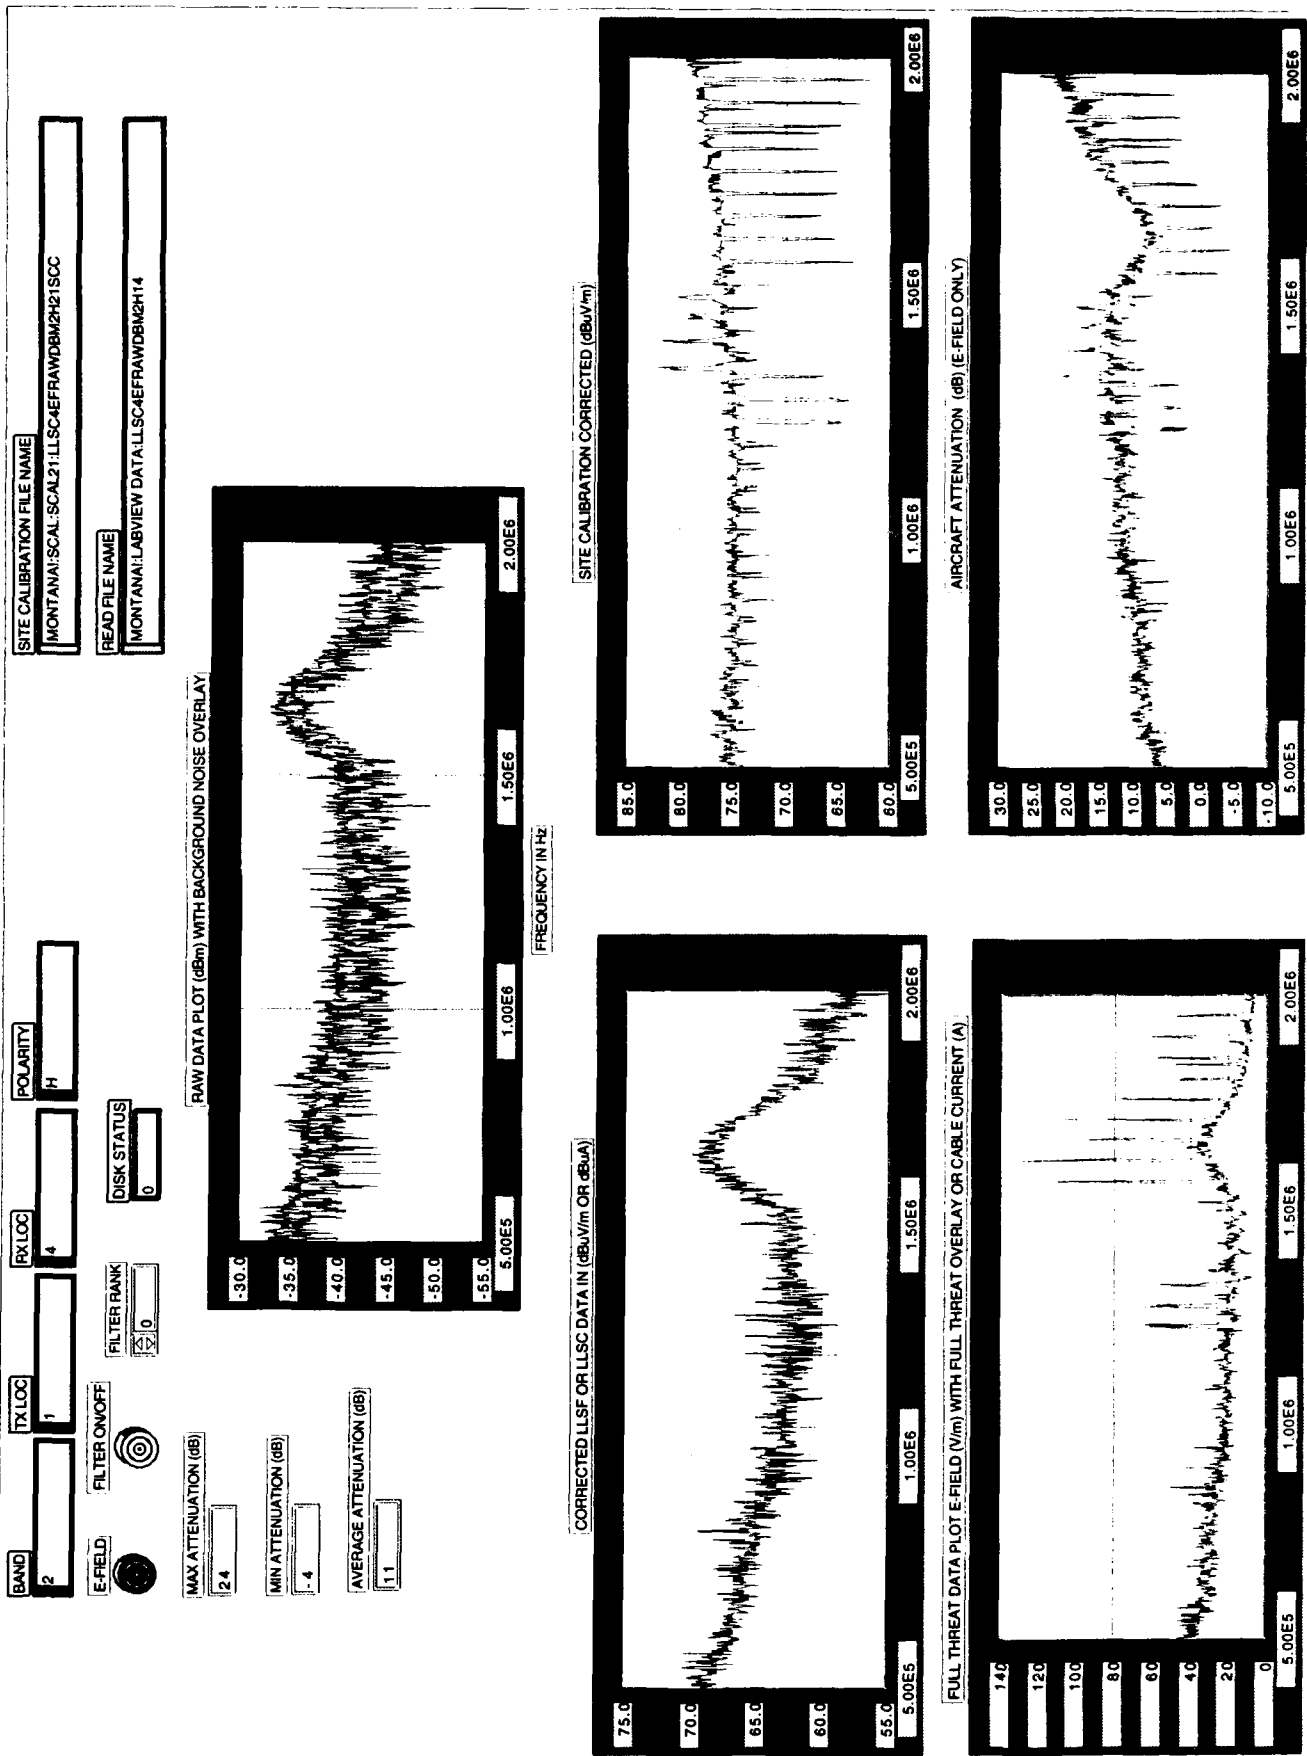 BAND
2
TX LOC
1
RX LOC
4
POLARITY
H
SITE CALIBRATION FILE NAME
MONTANAI:SCAL:SCAL21:LLSC4EFRAWDBM2H21SCC
E-FIELD
FILTER ON/OFF
FILTER RANK
0
DISK STATUS
0
READ FILE NAME
MONTANAI:LABVIEW DATA:LLSC4EFRAWDBM2H14
MAX ATTENUATION (dB)
24
MIN ATTENUATION (dB)
-4
AVERAGE ATTENUATION (dB)
11
RAW DATA PLOT (dBm) WITH BACKGROUND NOISE OVERLAY
-30.0
-35.0
-40.0
-45.0
-50.0
-55.0
5.00E5
1.00E6
1.50E6
2.00E6
FREQUENCY IN Hz
CORRECTED LLSF OR LLSC DATA IN (dBuV/m OR dBuA)
75.0
70.0
65.0
60.0
55.0
5.00E5
1.00E6
1.50E6
2.00E6
SITE CALIBRATION CORRECTED (dBuV/m)
85.0
80.0
75.0
70.0
65.0
60.0
5.00E5
1.00E6
1.50E6
2.00E6
FULL THREAT DATA PLOT E-FIELD (V/m) WITH FULL THREAT OVERLAY OR CABLE CURRENT (A)
140
120
100
80
60
40
20
0
5.00E5
1.00E6
1.50E6
2.00E6
AIRCRAFT ATTENUATION (dB) (E-FIELD ONLY)
30.0
25.0
20.0
15.0
10.0
5.0
0.0
-5.0
-10.0
5.00E5
1.00E6
1.50E6
2.00E6